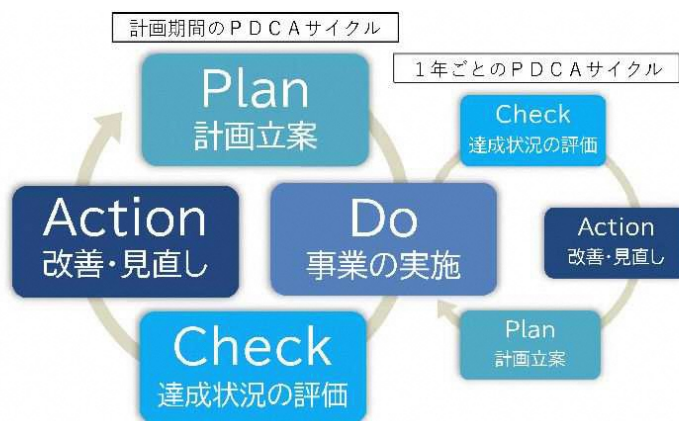 計画期間のPDCAサイクル
Plan
計画立案
Do
事業の実施
Check
達成状況の評価
Action
改善・見直し
1年ごとのPDCAサイクル
Check
達成状況の評価
Action
改善・見直し
Plan
計画立案